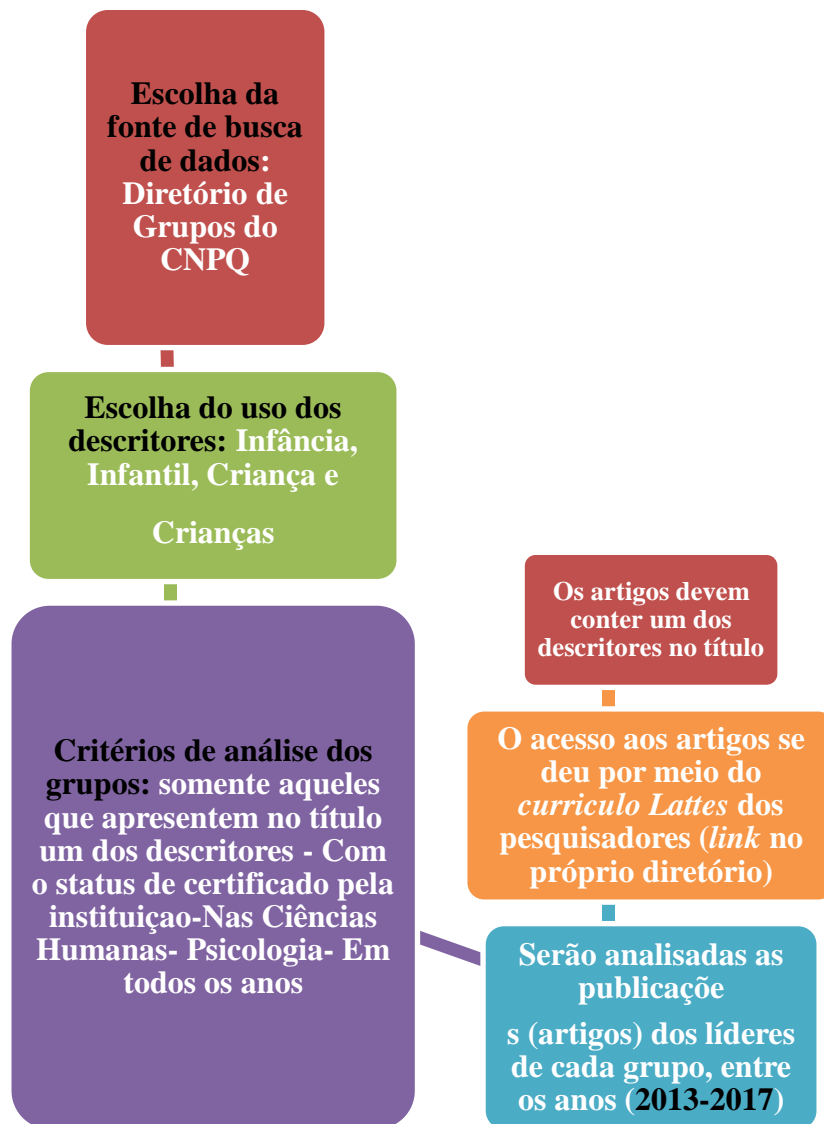 Escolha da
fonte de busca
de dados:
Diretório de
Grupos do
CNPQ
Escolha do uso dos
descritores: Infância,
Infantil, Criança e
Crianças
Critérios de análise dos
grupos: somente aqueles
que apresentem no título
um dos descritores - Com
o status de certificado pela
instituiçao-Nas Ciências
Humanas- Psicologia- Em
todos os anos
Serão analisadas as
publicaçõe
s (artigos) dos líderes
de cada grupo, entre
os anos (2013-2017)
O acesso aos artigos se
deu por meio do
curriculo Lattes dos
pesquisadores (link no
próprio diretório)
Os artigos devem
conter um dos
descritores no título